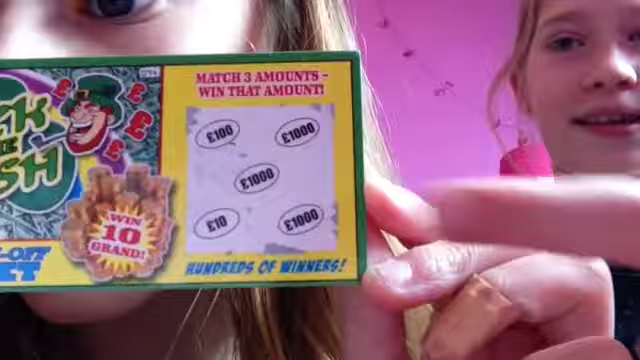 MATCH 3 AMOUNTS –
WIN THAT AMOUNT!
£100
£1000
£1000
£10
£1000
WIN
10
GRAND!
HUNDREDS OF WINNERS!